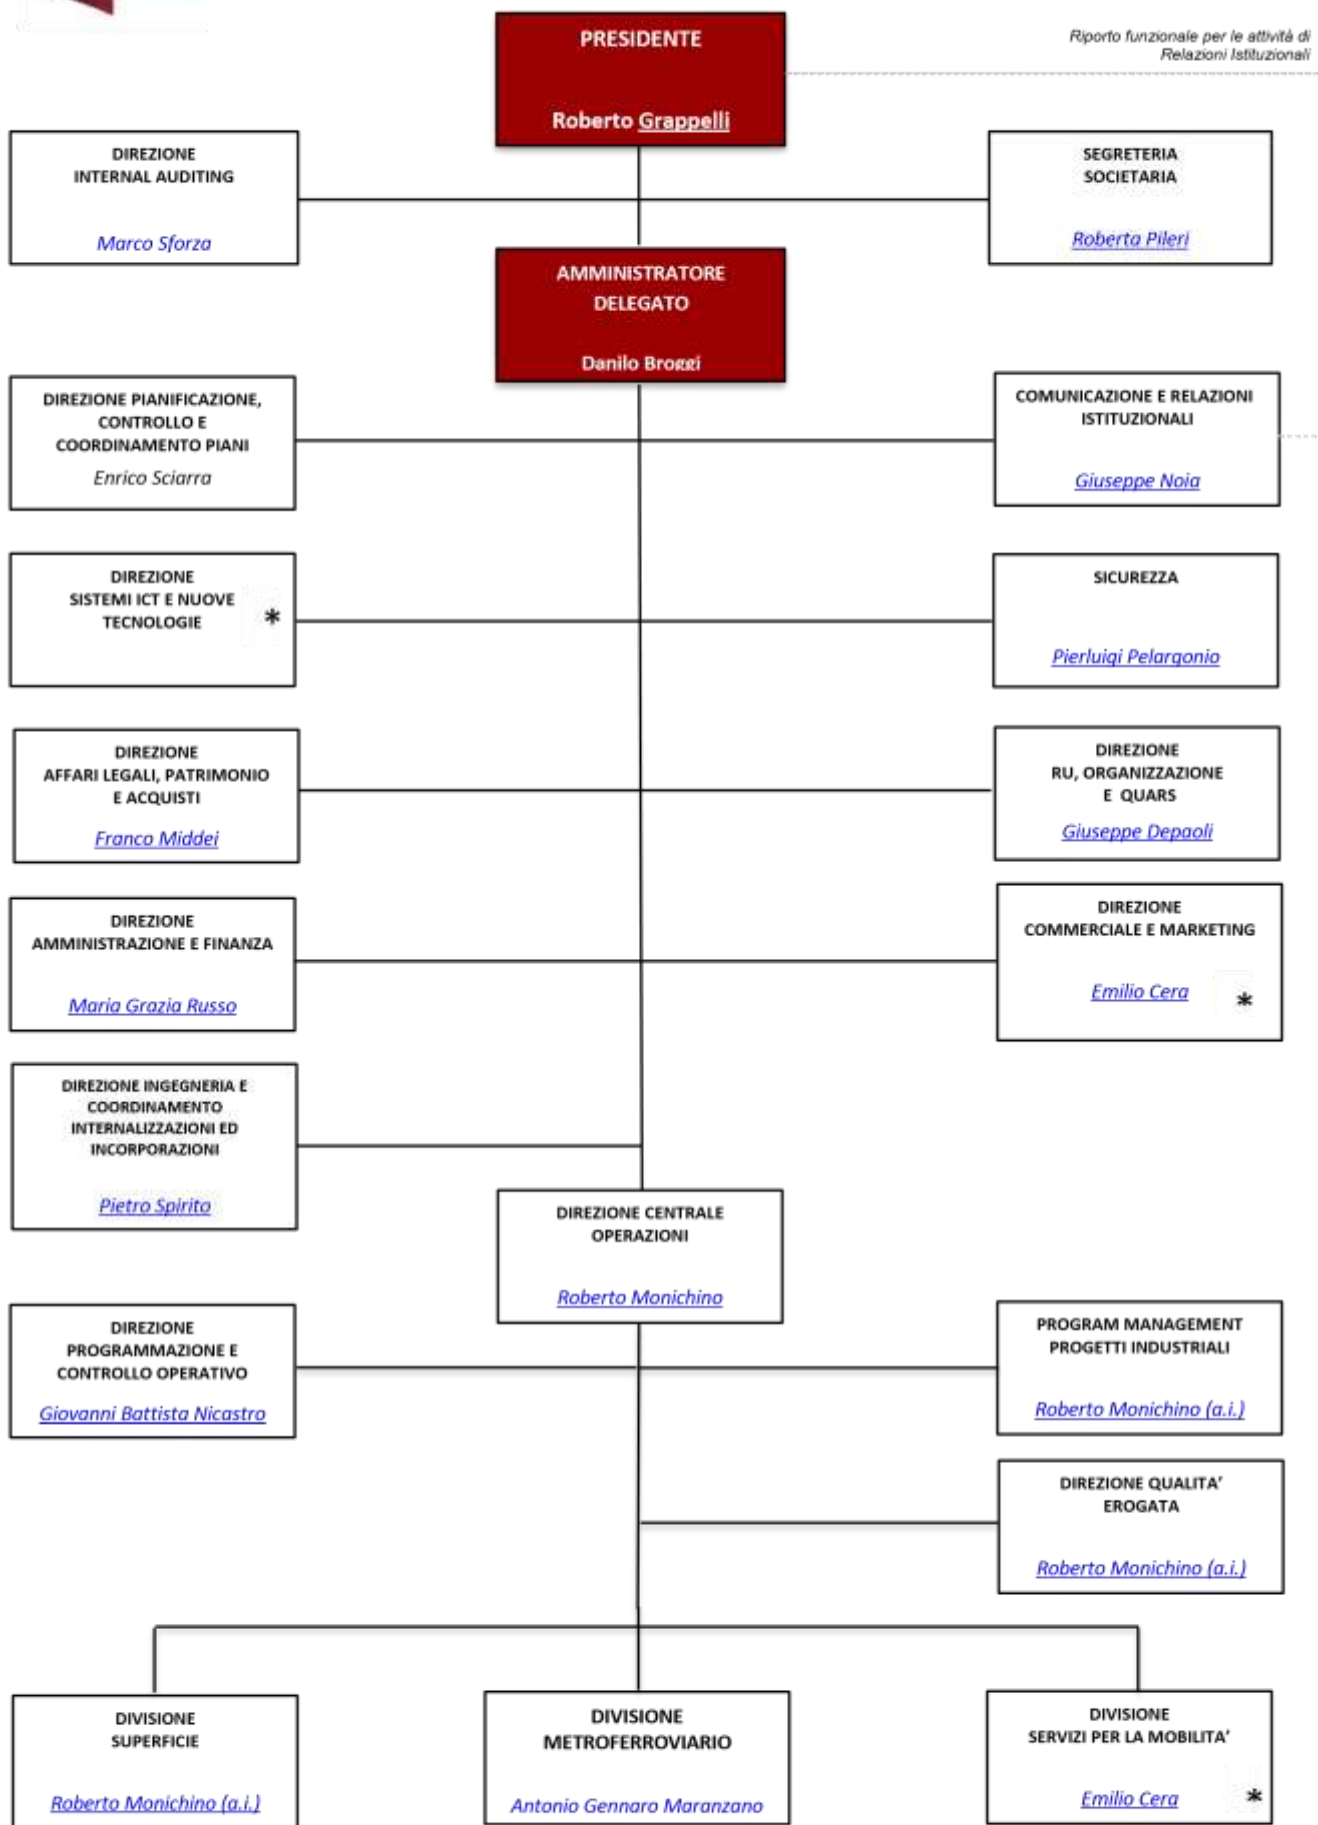 PRESIDENTE
Roberto Grappelli
Riporto funzionale per le attività di
Relazioni Istituzionali
DIREZIONE
INTERNAL AUDITING
Marco Sforza
SEGRETERIA
SOCIETARIA
Roberta Pileri
AMMINISTRATORE
DELEGATO
Danilo Broggi
DIREZIONE PIANIFICAZIONE,
CONTROLLO E
COORDINAMENTO PIANI
Enrico Sciarra
COMUNICAZIONE E RELAZIONI
ISTITUZIONALI
Giuseppe Noia
DIREZIONE
SISTEMI ICT E NUOVE
TECNOLOGIE
*
SICUREZZA
Pierluigi Pelargonio
DIREZIONE
AFFARI LEGALI, PATRIMONIO
E ACQUISTI
Franco Middei
DIREZIONE
RU, ORGANIZZAZIONE
E QUARS
Giuseppe Depaoli
DIREZIONE
AMMINISTRAZIONE E FINANZA
Maria Grazia Russo
DIREZIONE
COMMERCIALE E MARKETING
Emilio Cera *
DIREZIONE INGEGNERIA E
COORDINAMENTO
INTERNALIZZAZIONI ED
INCORPORAZIONI
Pietro Spirito
DIREZIONE CENTRALE
OPERAZIONI
Roberto Monichino
DIREZIONE
PROGRAMMAZIONE E
CONTROLLO OPERATIVO
Giovanni Battista Nicastro
PROGRAM MANAGEMENT
PROGETTI INDUSTRIALI
Roberto Monichino (a.i.)
DIREZIONE QUALITA'
EROGATA
Roberto Monichino (a.i.)
DIVISIONE
SUPERFICIE
Roberto Monichino (a.i.)
DIVISIONE
METROFERROVIARIO
Antonio Gennaro Maranzano
DIVISIONE
SERVIZI PER LA MOBILITA'
Emilio Cera *